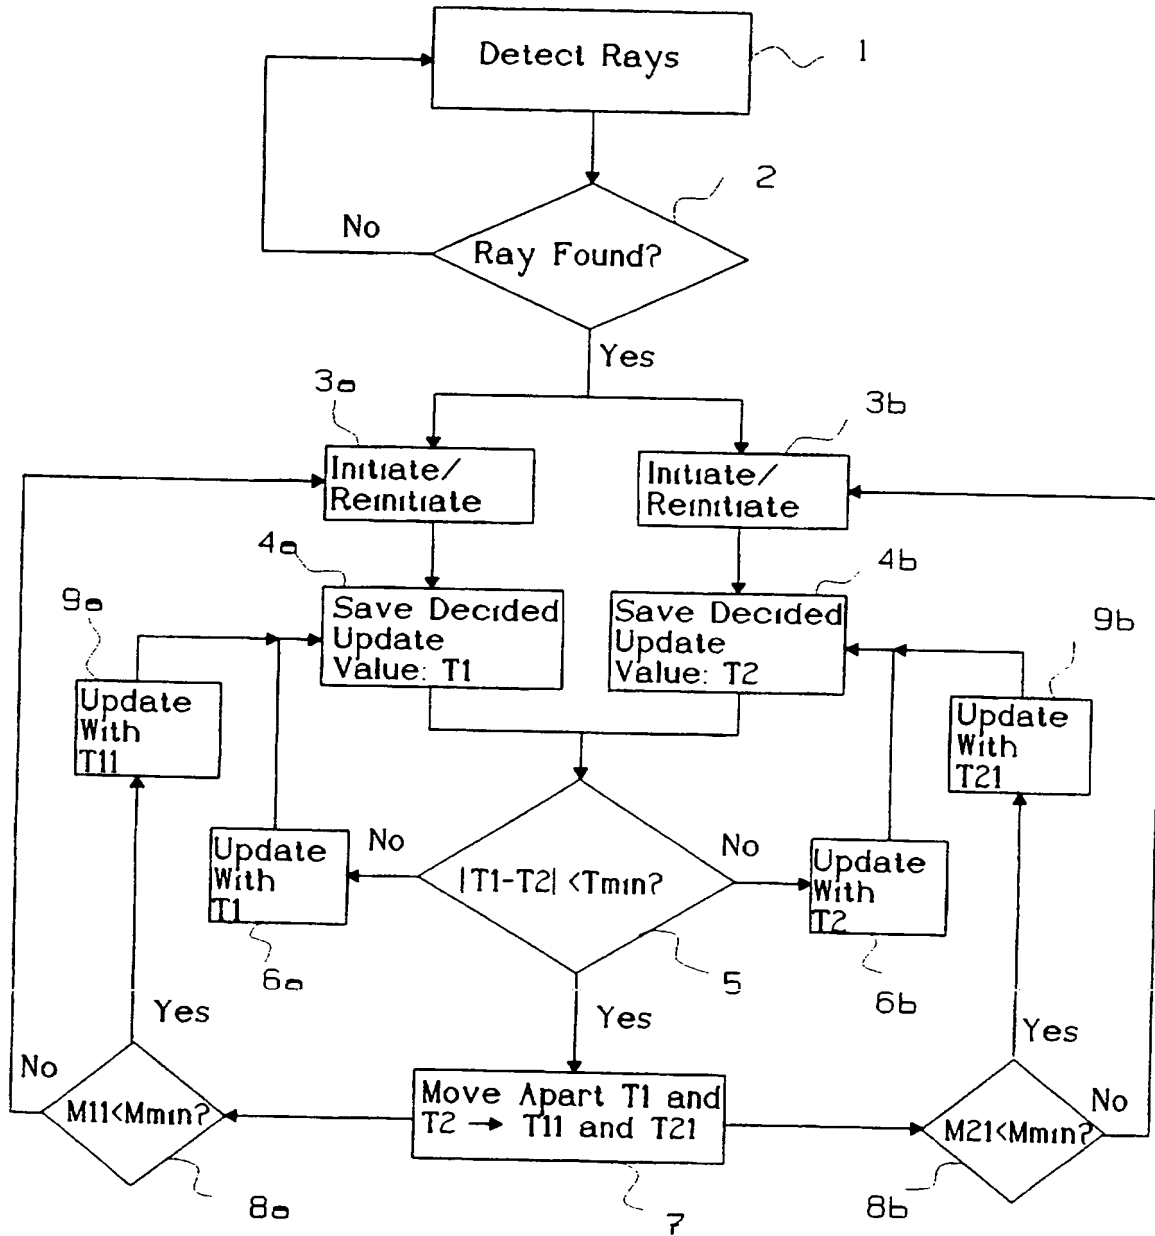 Detect Rays
1
2
No
Ray Found?
Yes
3a
3b
Initiate/
Reinitiate
Initiate/
Reinitiate
4a
4b
9a
Save Decided
Update
Value: T1
Save Decided
Update
Value: T2
9b
Update
With
T11
Update
With
T21
No
No
Update
With
T1
|T1-T2| <Tmin?
Update
With
T2
6a
5
6b
Yes
Yes
Yes
No
No
M11<Mmin?
Move Apart T1 and
T2 → T11 and T21
M21<Mmin?
8a
7
8b